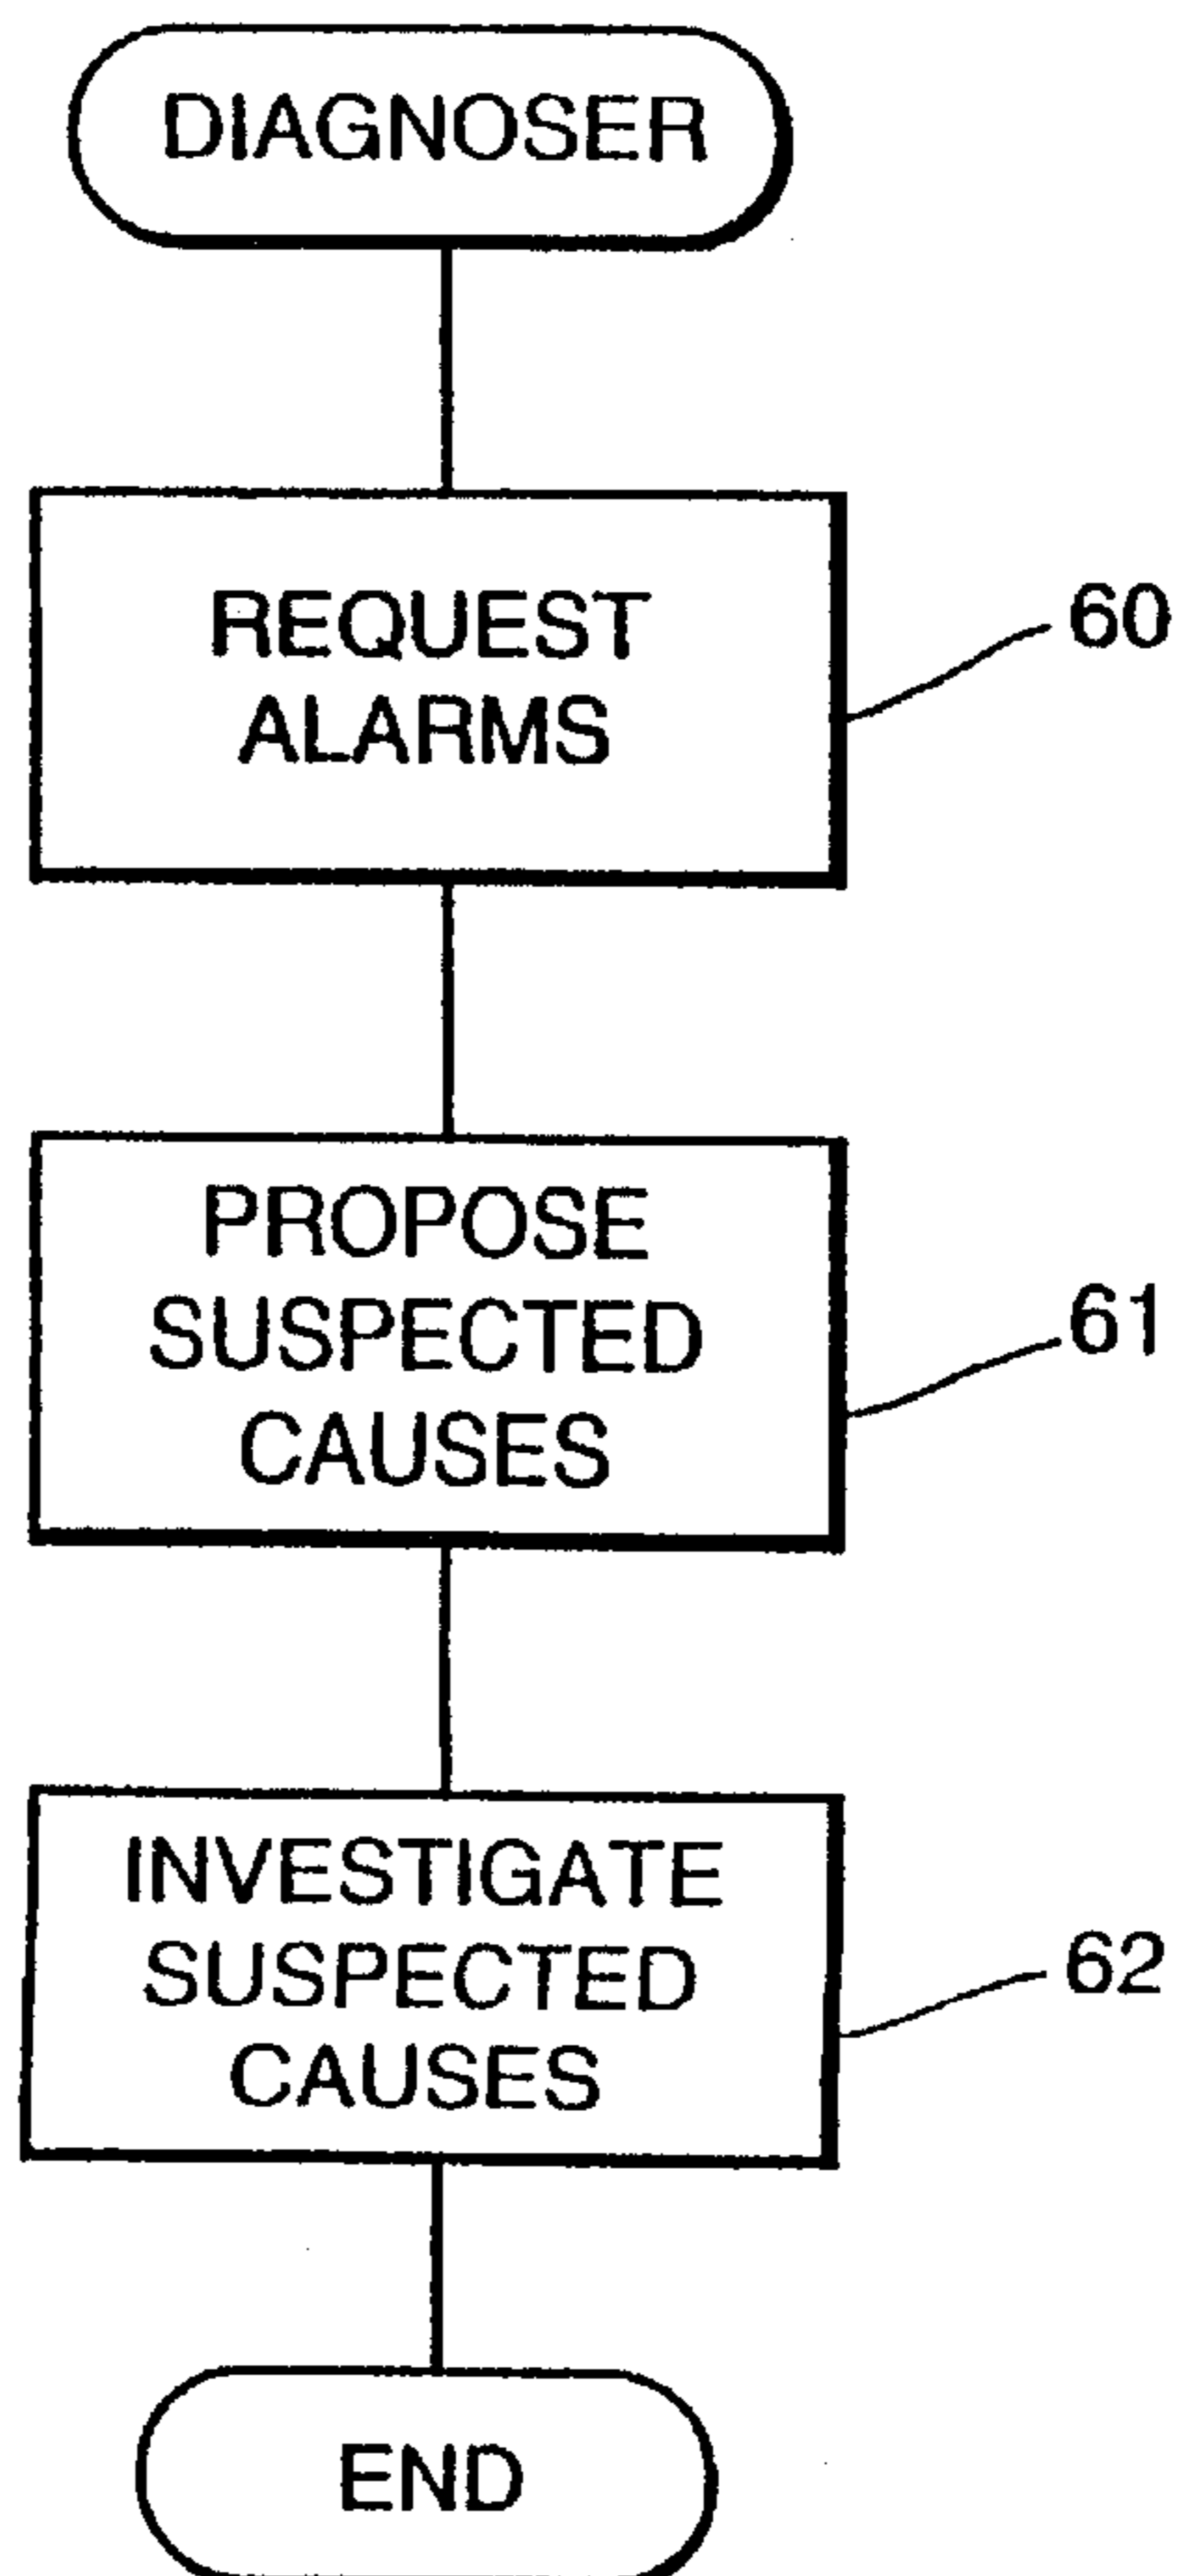 DIAGNOSER
REQUEST
ALARMS
60
PROPOSE
SUSPECTED
CAUSES
61
INVESTIGATE
SUSPECTED
CAUSES
62
END